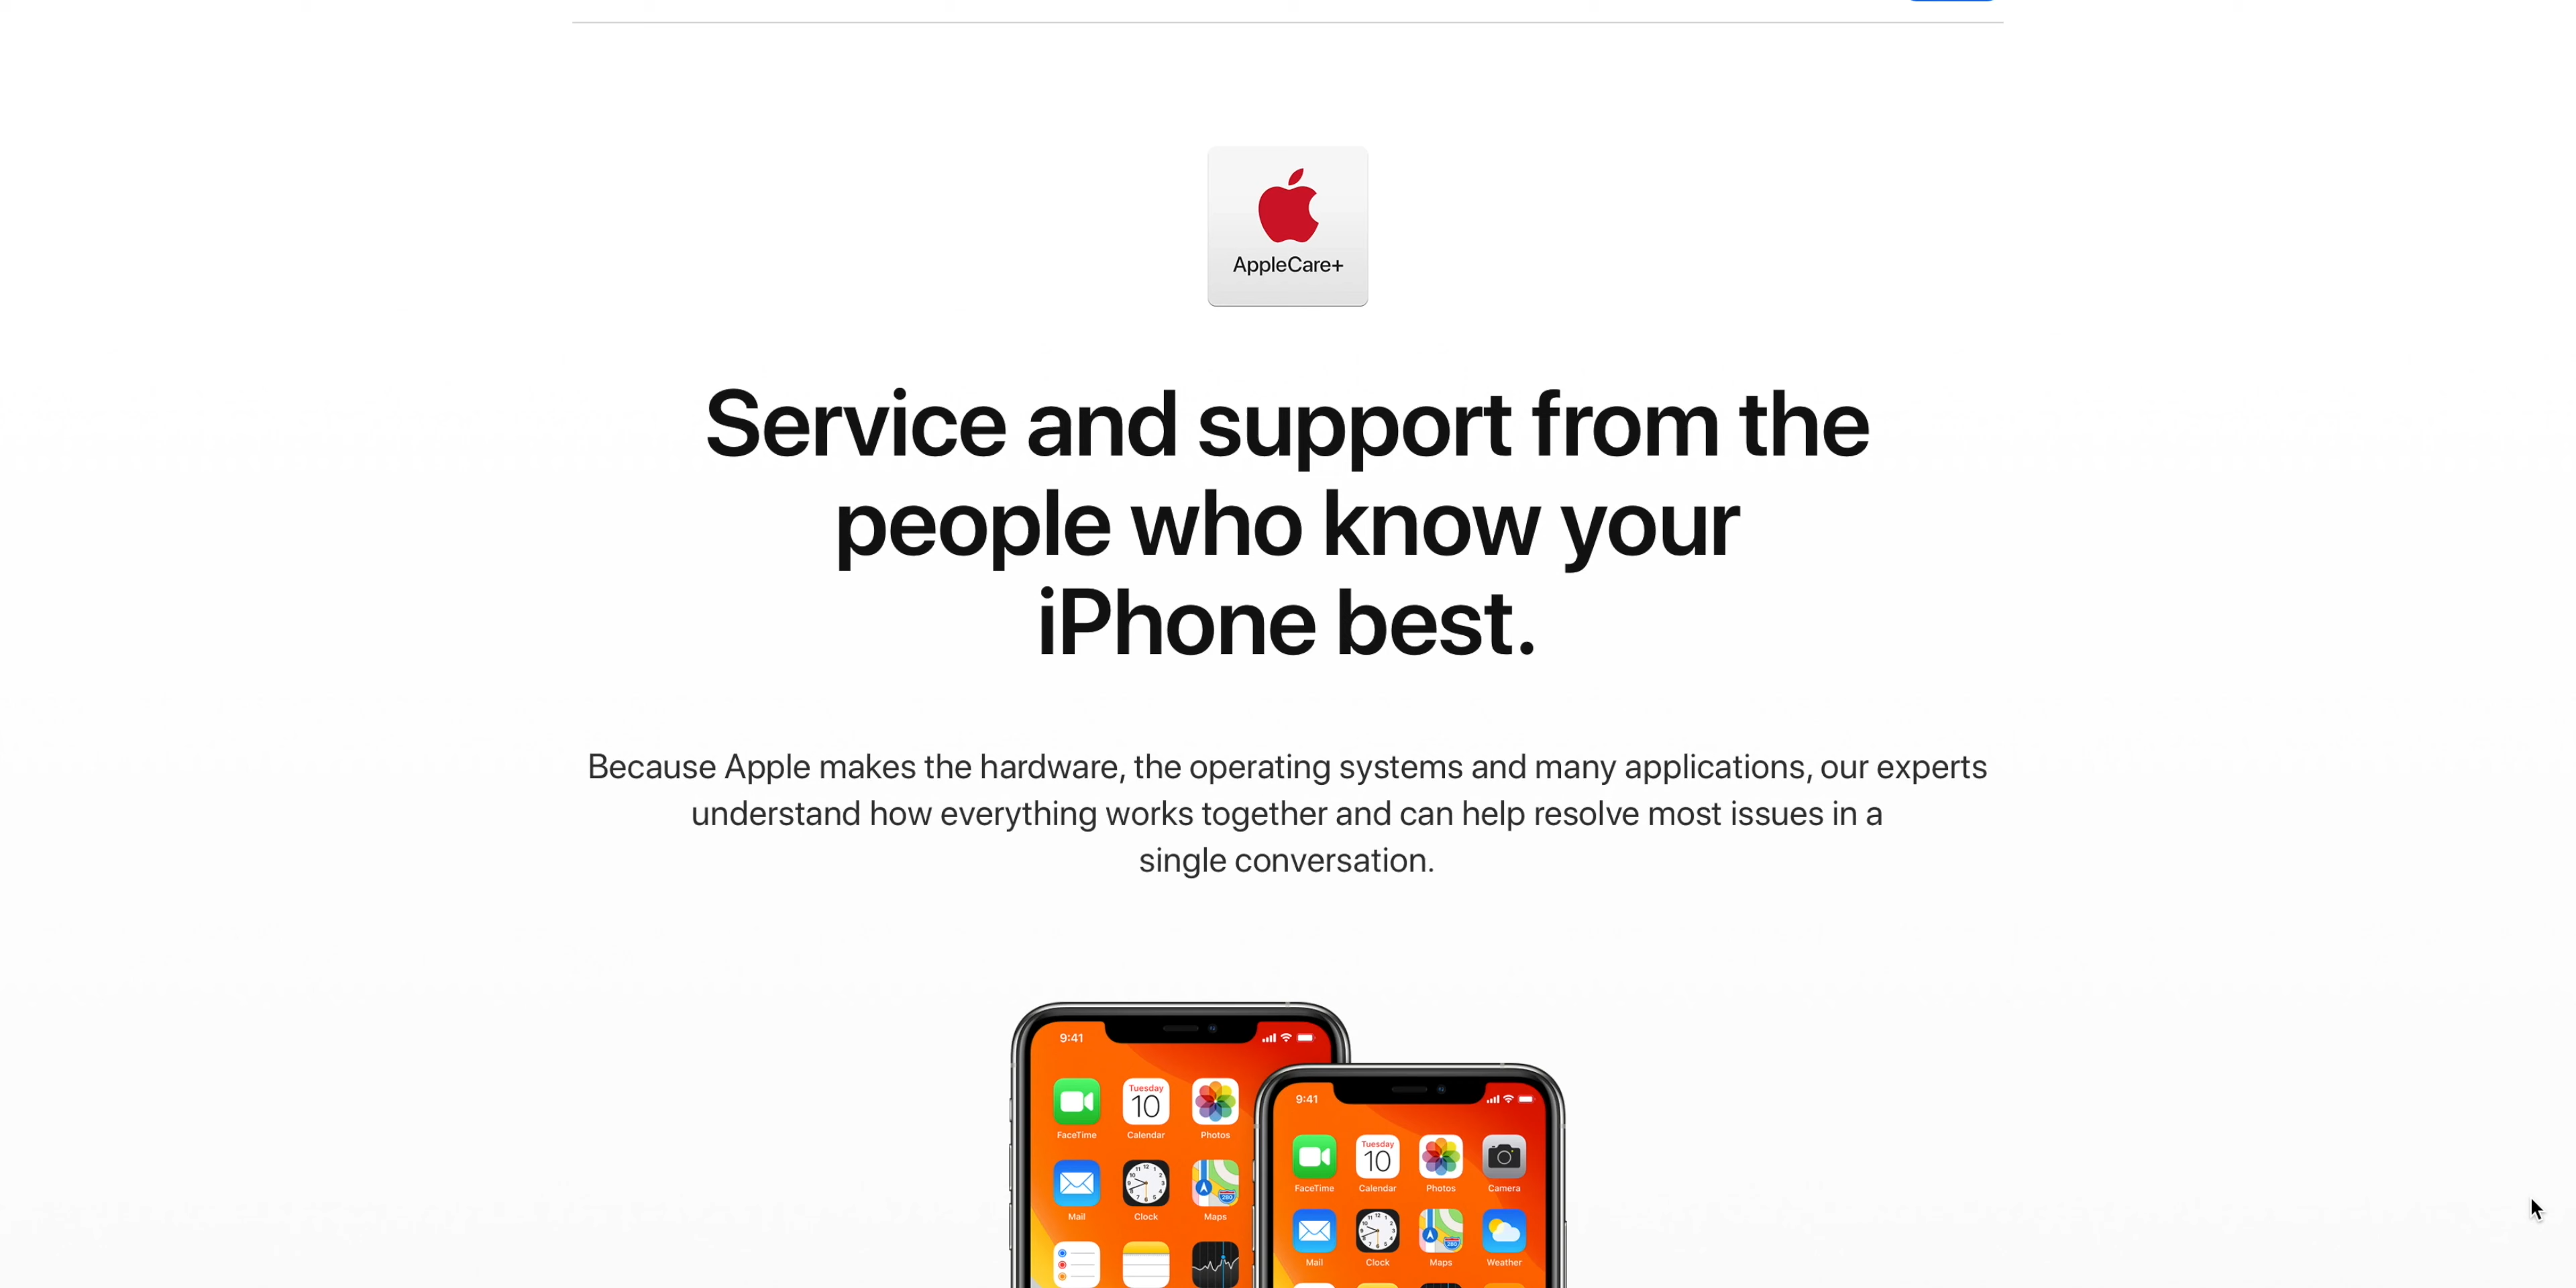 AppleCare+
Service and support from the
people who know your
iPhone best.
Because Apple makes the hardware, the operating systems and many applications, our experts
understand how everything works together and can help resolve most issues in a
single conversation.
9:41
Tuesday
10
FaceTime
Calendar
Photos
Mail
Clock
Maps
280
9:41
Tuesday
10
FaceTime
Calendar
Photos
Camera
Mail
Clock
Maps
Weather